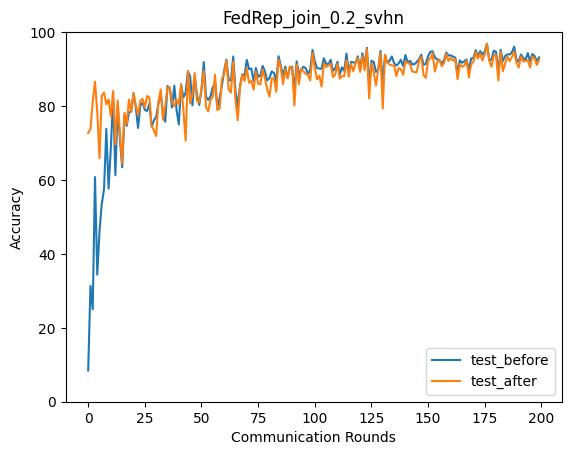 FedRep_join_0.2_svhn
100
80
60
40
20
0
Accuracy
0 25 50 75 100 125 150 175 200
Communication Rounds
test_before
test_after